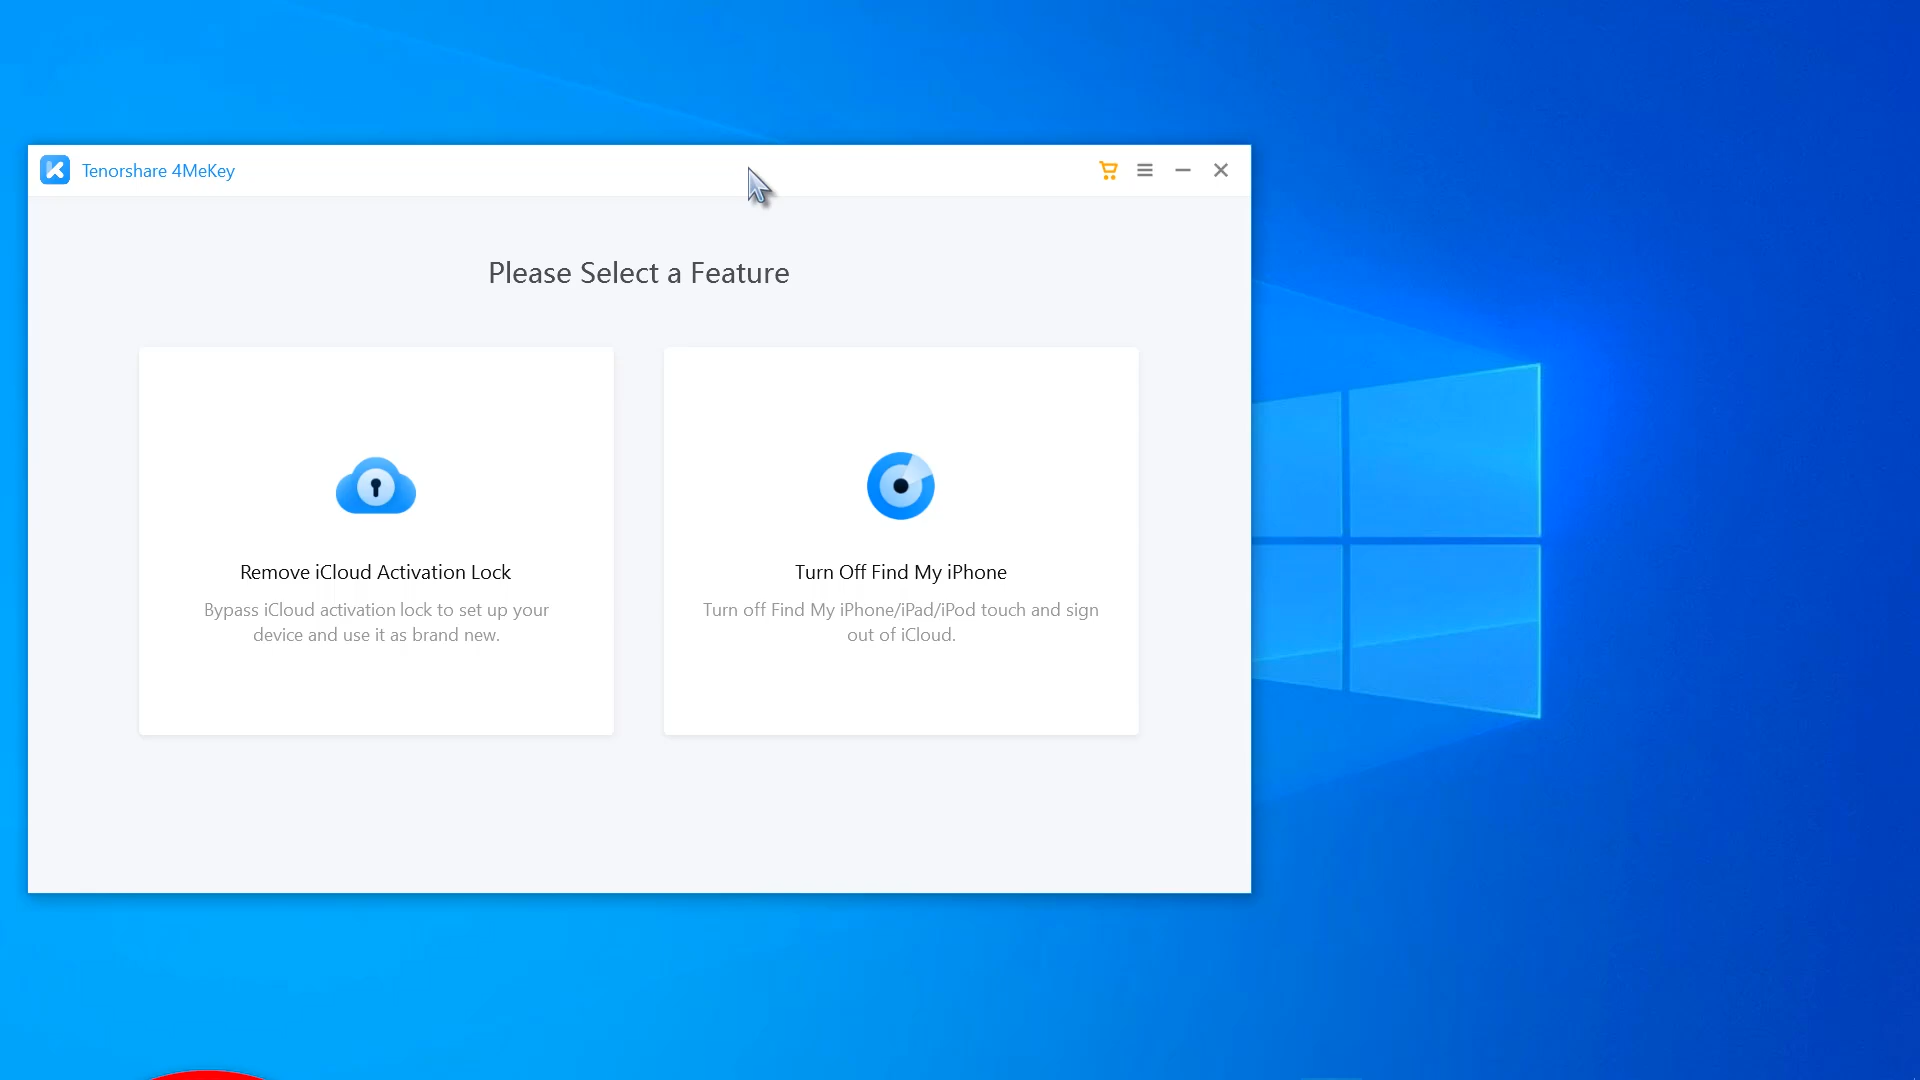 Tenorshare 4MeKey
Please Select a Feature
Remove iCloud Activation Lock
Bypass iCloud activation lock to set up your
device and use it as brand new.
Turn Off Find My iPhone
Turn off Find My iPhone/iPad/iPod touch and sign
out of iCloud.